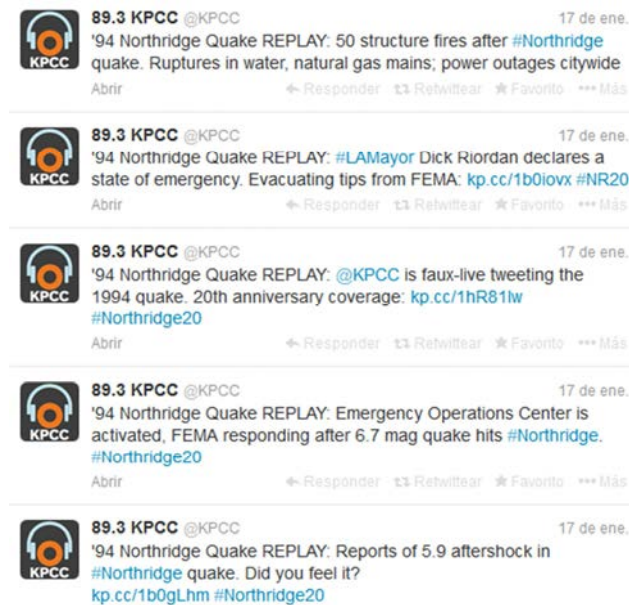 89.3 KPCC @KPCC 17 de ene.
'94 Northridge Quake REPLAY: 50 structure fires after #Northridge
quake. Ruptures in water, natural gas mains; power outages citywide
KPCC
Abrir Responder Retwittear Favorito Más
89.3 KPCC @KPCC 17 de ene.
'94 Northridge Quake REPLAY: #LAMayor Dick Riordan declares a
state of emergency. Evacuating tips from FEMA: kp.cc/1b0iovx #NR20
KPCC
Abrir Responder Retwittear Favorito Más
89.3 KPCC @KPCC 17 de ene.
'94 Northridge Quake REPLAY: @KPCC is faux-live tweeting the
1994 quake. 20th anniversary coverage: kp.cc/1hR81lw
KPCC
#Northridge20
Abrir Responder Retwittear Favorito Más
89.3 KPCC @KPCC 17 de ene.
'94 Northridge Quake REPLAY: Emergency Operations Center is
activated, FEMA responding after 6.7 mag quake hits #Northridge.
KPCC
#Northridge20
Abrir Responder Retwittear Favorito Más
89.3 KPCC @KPCC 17 de ene.
'94 Northridge Quake REPLAY: Reports of 5.9 aftershock in
#Northridge quake. Did you feel it?
KPCC
kp.cc/1b0gLhm #Northridge20